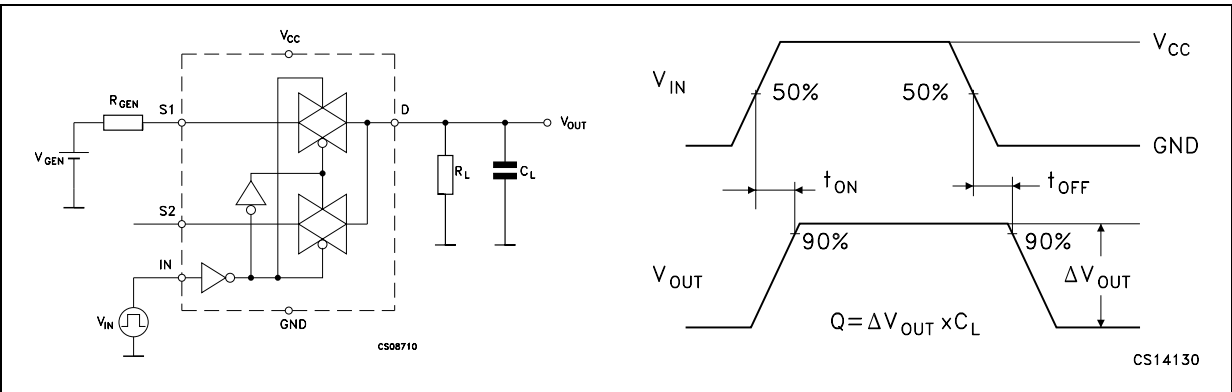 VCC
RGEN
S1
D
VOUT
VGEN
RL
CL
S2
IN
VIN
GND
CS08710
VCC
VIN
50%
50%
GND
tON
tOFF
90%
90%
VOUT
ΔVOUT
Q=ΔVOUT xCL
CS14130